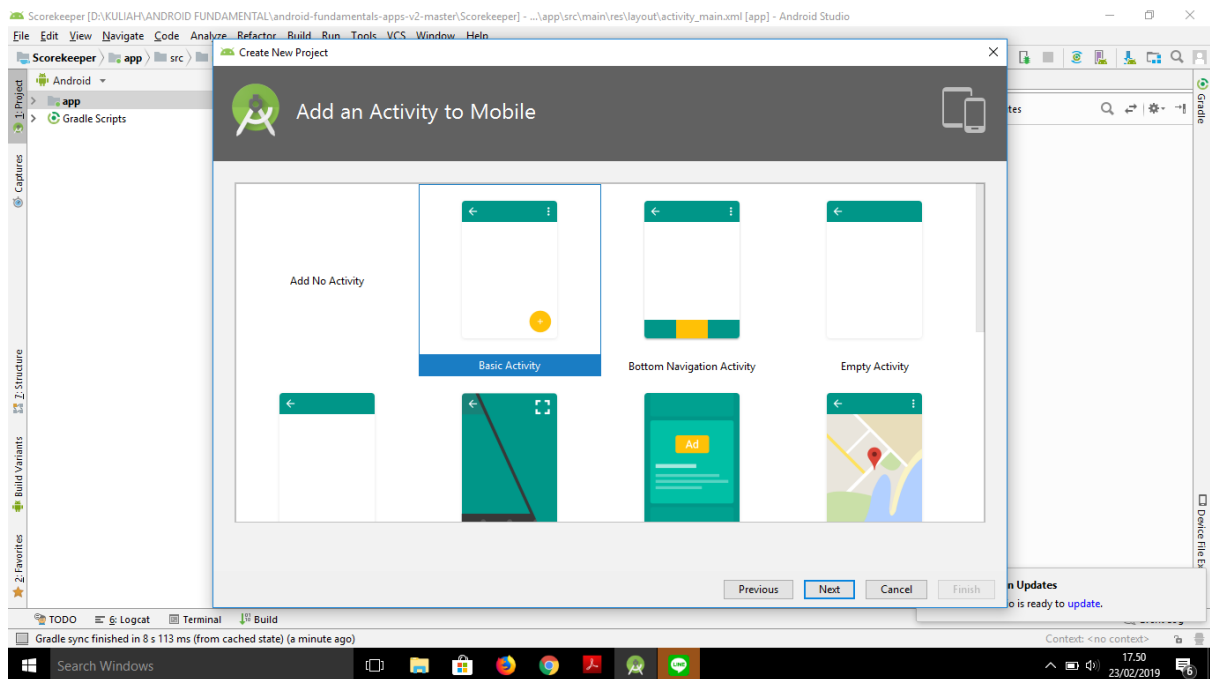 Scorekeeper [D:\KULIAH\ANDROID FUNDAMENTAL\android-fundamentals-apps-v2-master\Scorekeeper] - ...\app\src\main\res\layout\activity_main.xml [app] - Android Studio
File Edit View Navigate Code Analyze Refactor Build Run Tools VCS Window Help
Scorekeeper app src
Create New Project
Android
1: Project
app
Gradle Scripts
Add an Activity to Mobile
tes
Gradle
Captures
Add No Activity
Basic Activity
Bottom Navigation Activity
Empty Activity
Ad
Z: Structure
Build Variants
2: Favorites
Device File Ex
Previous Next Cancel Finish
n Updates
o is ready to update.
TODO 6: Logcat Terminal Build
Gradle sync finished in 8 s 113 ms (from cached state) (a minute ago)
Context: <no context>
Search Windows
17.50
23/02/2019
6